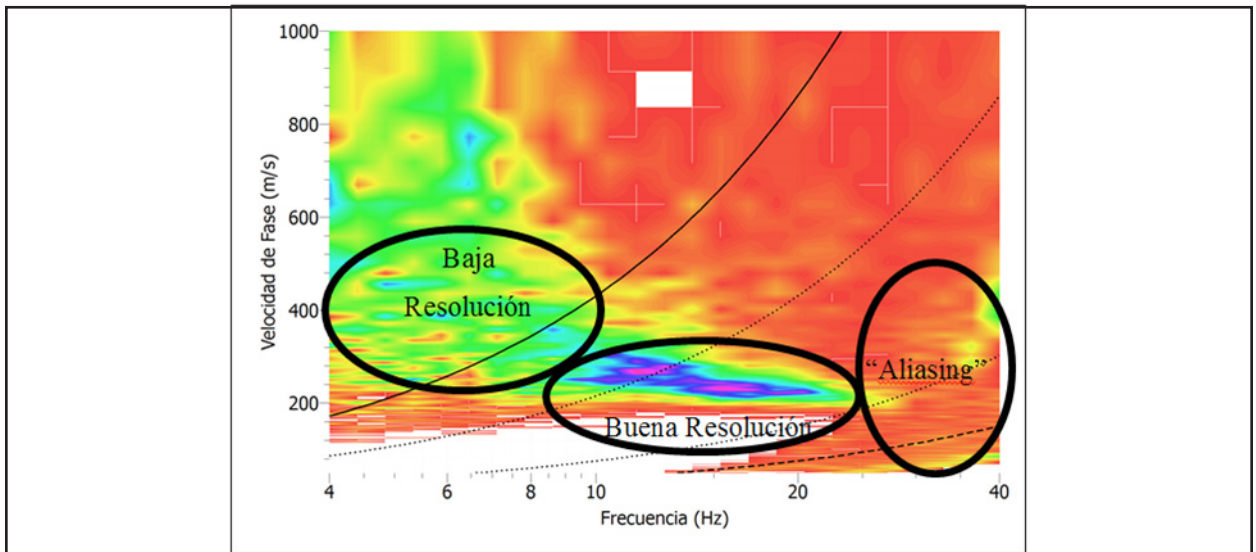 1000
800
600
400
200
Velocidad de Fase (m/s)
Baja
Resolución
Buena Resolución
“Aliasing”
4
6
8
10
20
40
Frecuencia (Hz)